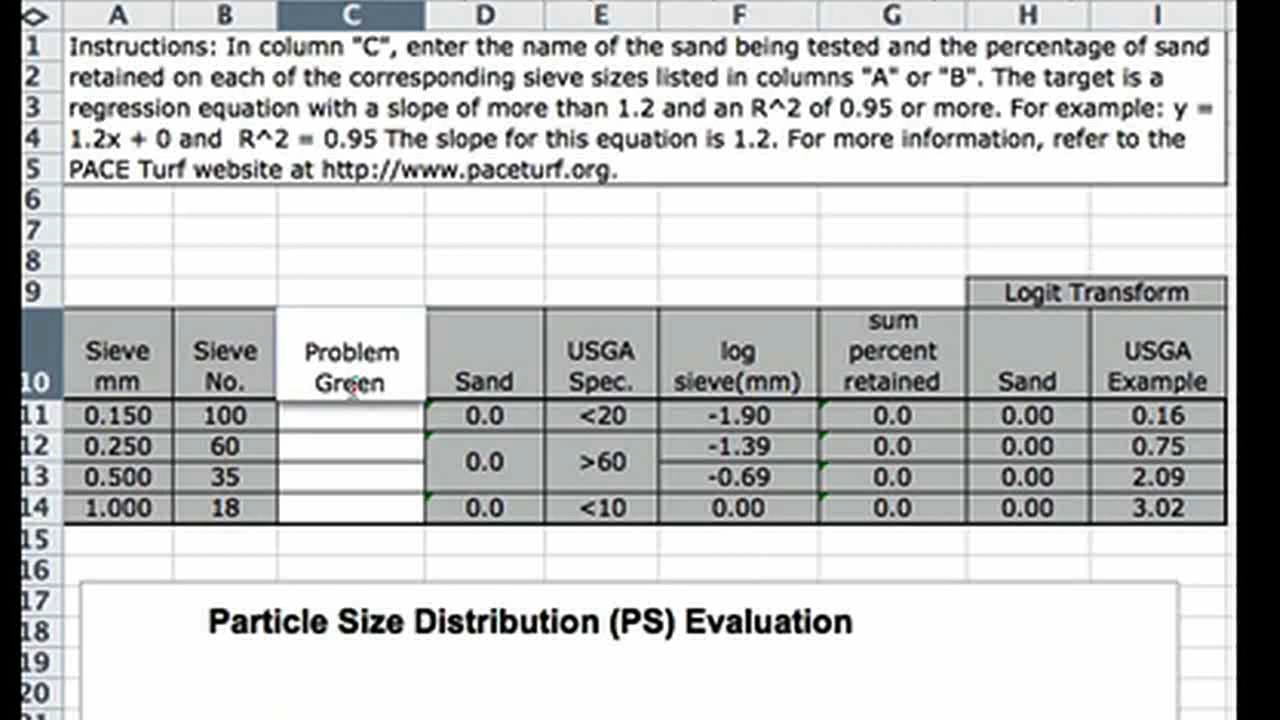 A B C D E F G H I
1 Instructions: In column "C", enter the name of the sand being tested and the percentage of sand
2 retained on each of the corresponding sieve sizes listed in columns "A" or "B". The target is a
3 regression equation with a slope of more than 1.2 and an R^2 of 0.95 or more. For example: y =
4 1.2x + 0 and R^2 = 0.95 The slope for this equation is 1.2. For more information, refer to the
5 PACE Turf website at http://www.paceturf.org.
6
7
8
9 Logit Transform
sum
Sieve Sieve Problem USGA log percent USGA
10 mm No. Green Sand Spec. sieve(mm) retained Sand Example
11 0.150 100 0.0 <20 -1.90 0.0 0.00 0.16
12 0.250 60 0.0 >60 -1.39 0.0 0.00 0.75
13 0.500 35 -0.69 0.0 0.00 2.09
14 1.000 18 0.0 <10 0.00 0.0 0.00 3.02
15
16
17
Particle Size Distribution (PS) Evaluation
18
19
20